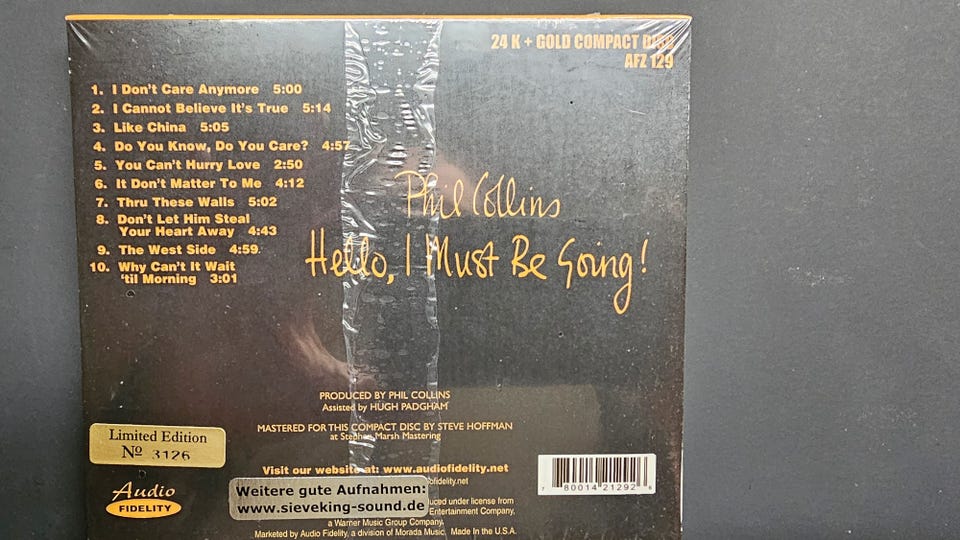 24 K + GOLD COMPACT DISC
AFZ 129
1. I Don't Care Anymore 5:00
2. I Cannot Believe It's True 5:14
3. Like China 5:05
4. Do You Know, Do You Care? 4:57
5. You Can't Hurry Love 2:50
6. It Don't Matter To Me 4:12
7. Thru These Walls 5:02
8. Don't Let Him Steal
Your Heart Away 4:43
9. The West Side 4:59
10. Why Can't It Wait
'til Morning 3:01
Phil Collins
Hello, I Must Be Going!
PRODUCED BY PHIL COLLINS
Assisted by HUGH PADGHAM
MASTERED FOR THIS COMPACT DISC BY STEVE HOFFMAN
at Stephen Marsh Mastering
Limited Edition
Nº 3126
Audio
FIDELITY
Visit our website at: www.audiofidelity.net
ofidelity.net
Weitere gute Aufnahmen:
www.sieveking-sound.de
uced under license from
Entertainment Company,
a Warner Music Group Company.
Marketed by Audio Fidelity, a division of Morada Music. Made in the U.S.A.
7 80014 21292 6